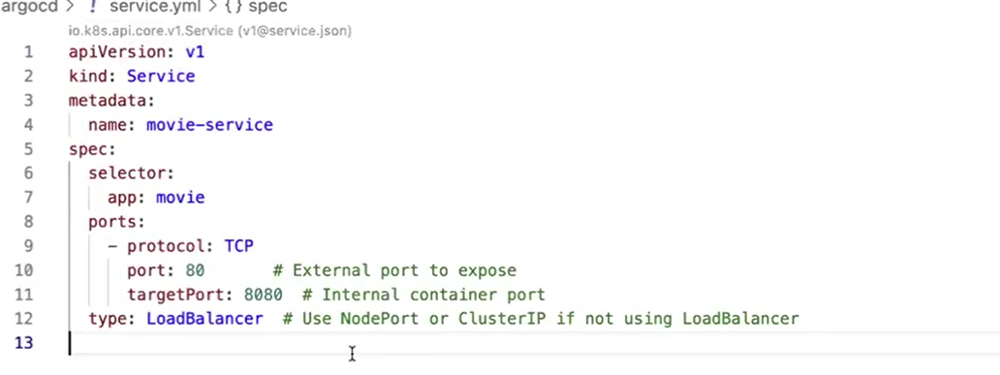 argocd > ! service.yml > {} spec
io.k8s.api.core.v1.Service (v1@service.json)
1 apiVersion: v1
2 kind: Service
3 metadata:
4   name: movie-service
5 spec:
6   selector:
7     app: movie
8   ports:
9     - protocol: TCP
10       port: 80       # External port to expose
11       targetPort: 8080  # Internal container port
12   type: LoadBalancer  # Use NodePort or ClusterIP if not using LoadBalancer
13